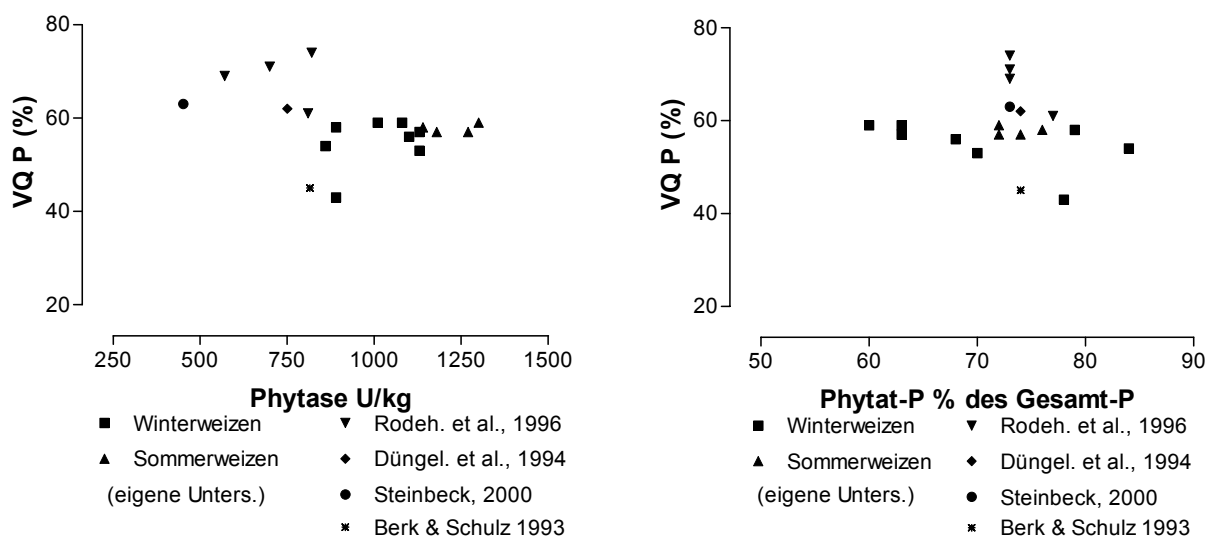 80
60
40
20
VQ P (%)
250 500 750 1000 1250 1500
Phytase U/kg
Winterweizen
Sommerweizen
(eigene Unters.)
Rodeh. et al., 1996
Düngel. et al., 1994
Steinbeck, 2000
Berk & Schulz 1993
80
60
40
20
VQ P (%)
50 60 70 80 90
Phytat-P % des Gesamt-P
Winterweizen
Sommerweizen
(eigene Unters.)
Rodeh. et al., 1996
Düngel. et al., 1994
Steinbeck, 2000
Berk & Schulz 1993